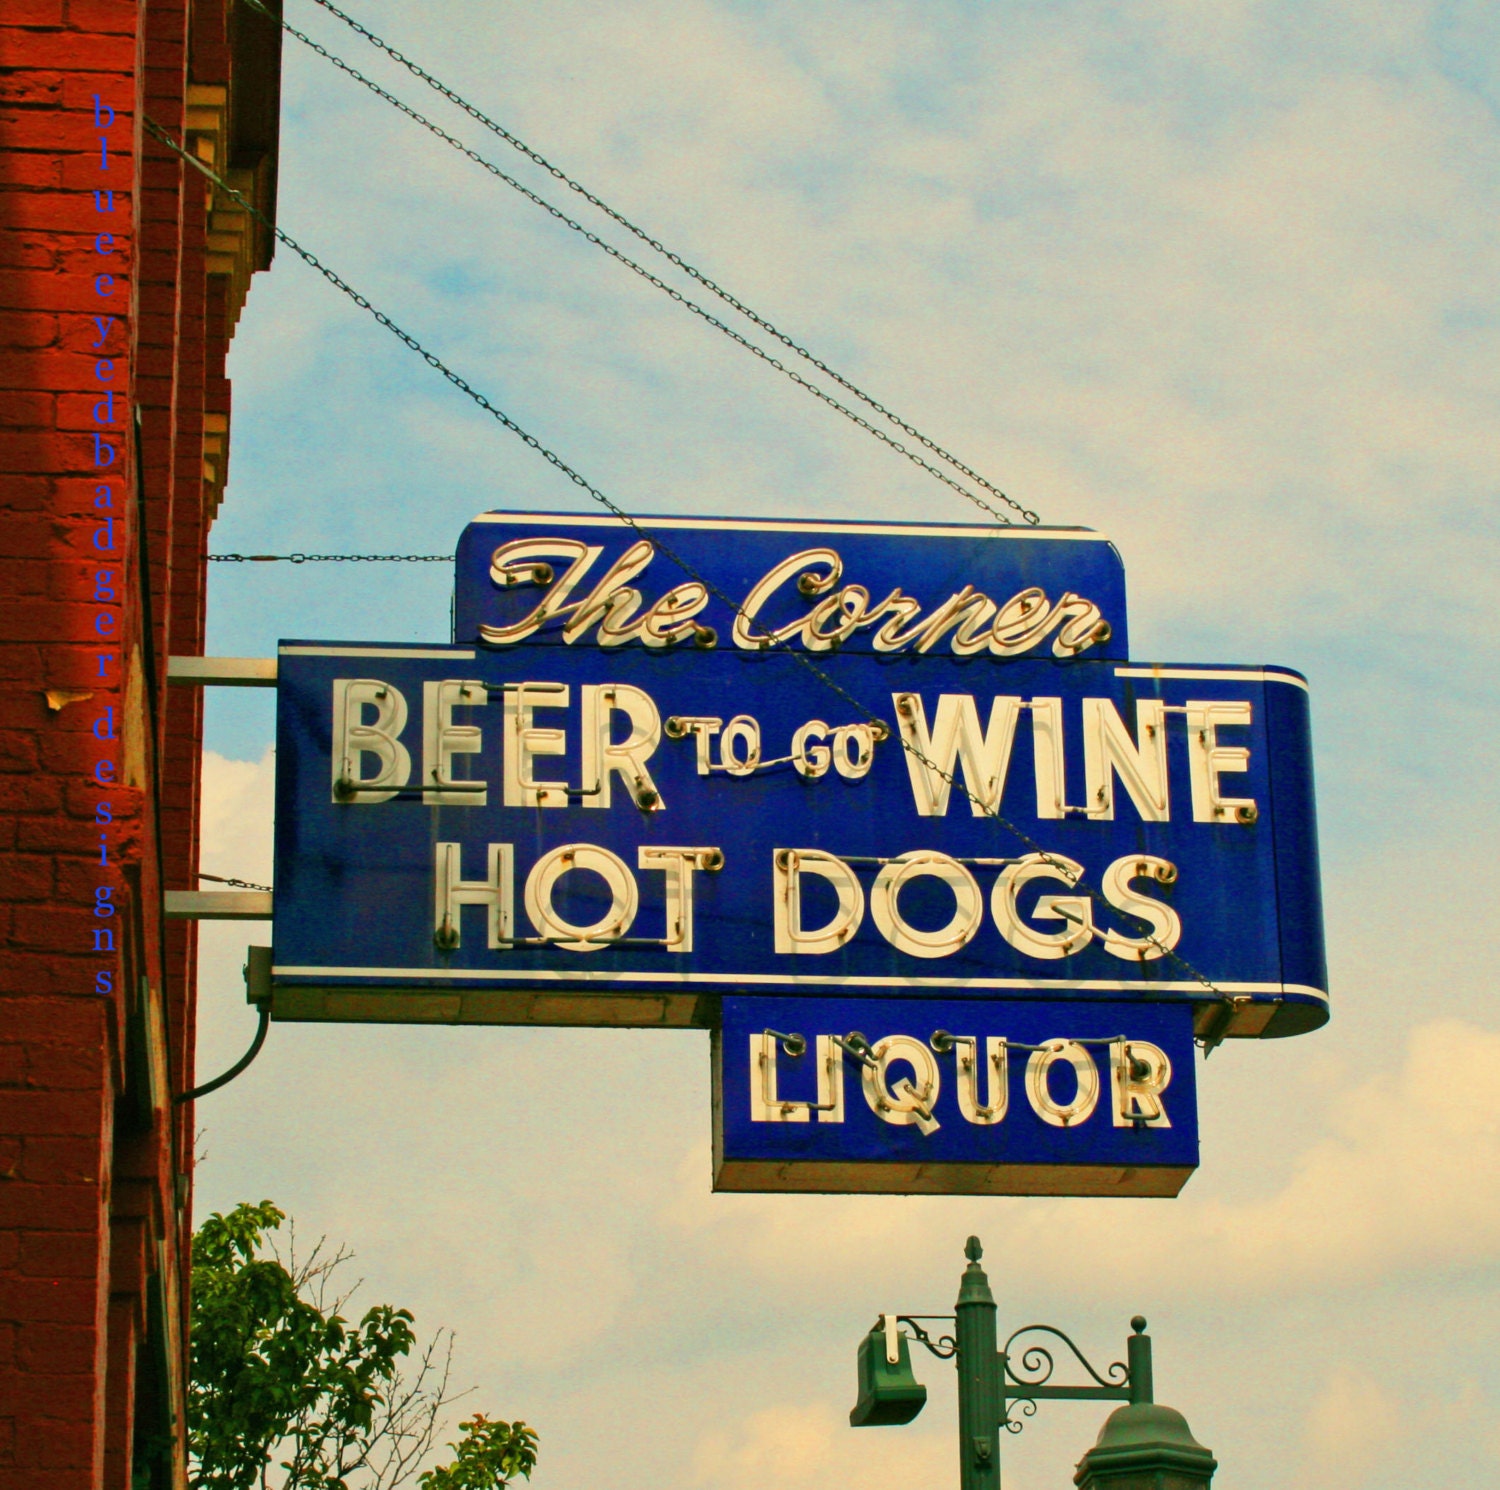 The Corner
BEER TO GO WINE
HOT DOGS
LIQUOR
blueeyedbadgerdesigns